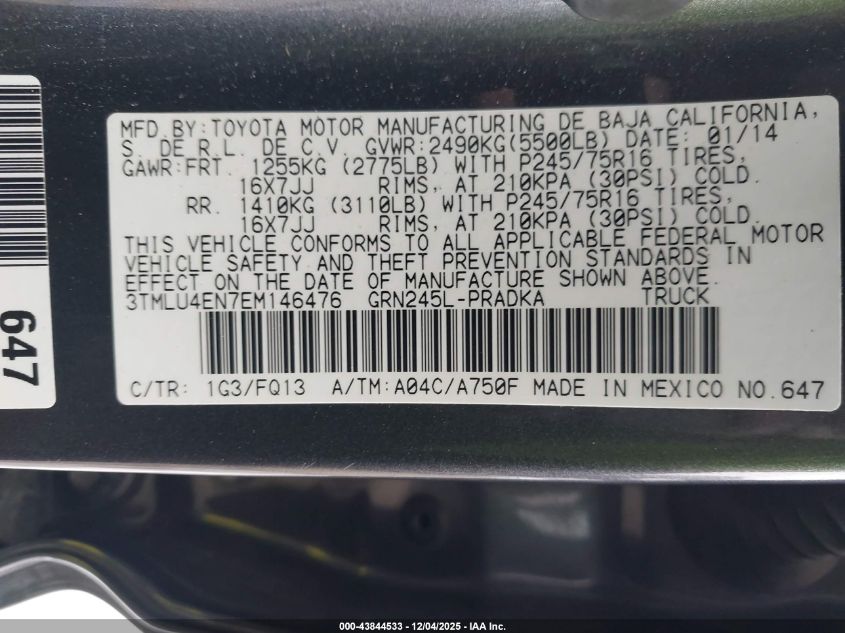 MFD.BY:TOYOTA MOTOR MANUFACTURING DE BAJA CALIFORNIA,
S. DE R.L. DE C.V. GVWR:2490KG(5500LB) DATE: 01/14
GAWR:FRT. 1255KG (2775LB) WITH P245/75R16 TIRES,
16X7JJ RIMS, AT 210KPA (30PSI) COLD.
RR. 1410KG (3110LB) WITH P245/75R16 TIRES,
16X7JJ RIMS, AT 210KPA (30PSI) COLD.
THIS VEHICLE CONFORMS TO ALL APPLICABLE FEDERAL MOTOR
VEHICLE SAFETY AND THEFT PREVENTION STANDARDS IN
EFFECT ON THE DATE OF MANUFACTURE SHOWN ABOVE.
3TMLU4EN7EM146476 GRN245L-PRADKA TRUCK
C/TR: 1G3/FQ13 A/TM:A04C/A750F MADE IN MEXICO NO.647
647
000-43844533 - 12/04/2025 - IAA Inc.